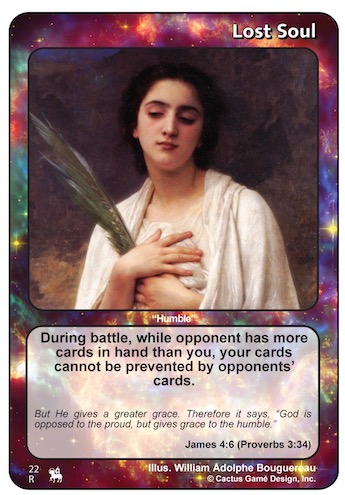 Lost Soul
"Humble"
During battle, while opponent has more
cards in hand than you, your cards
cannot be prevented by opponents'
cards.
But He gives a greater grace. Therefore it says, "God is
opposed to the proud, but gives grace to the humble."
James 4:6 (Proverbs 3:34)
22
R
Illus. William Adolphe Bouguereau
© Cactus Game Design, Inc.